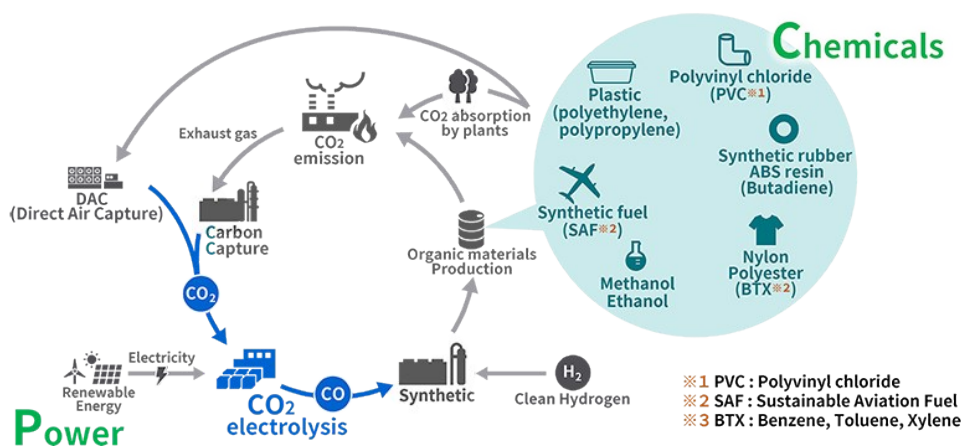 Chemicals
Polyvinyl chloride
(PVC※1)
Plastic
(polyethylene,
polypropylene)
CO2 absorption
by plants
Exhaust gas
CO2
emission
Synthetic rubber
ABS resin
(Butadiene)
DAC
(Direct Air Capture)
Carbon
Capture
Synthetic fuel
(SAF※2)
Organic materials
Production
Nylon
Polyester
(BTX※2)
Methanol
Ethanol
CO2
Electricity
Renewable
Energy
CO2
electrolysis
CO
Synthetic
H2
Clean Hydrogen
Power
※1 PVC : Polyvinyl chloride
※2 SAF : Sustainable Aviation Fuel
※3 BTX : Benzene, Toluene, Xylene